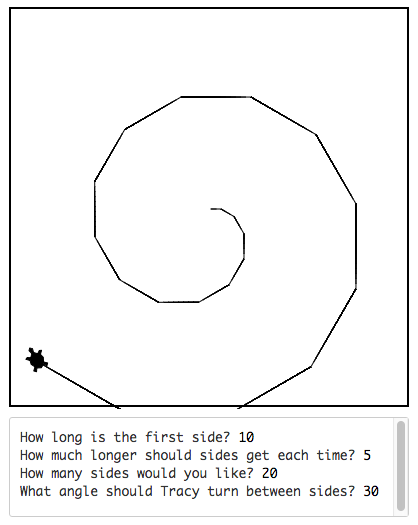 How long is the first side? 10
How much longer should sides get each time? 5
How many sides would you like? 20
What angle should Tracy turn between sides? 30